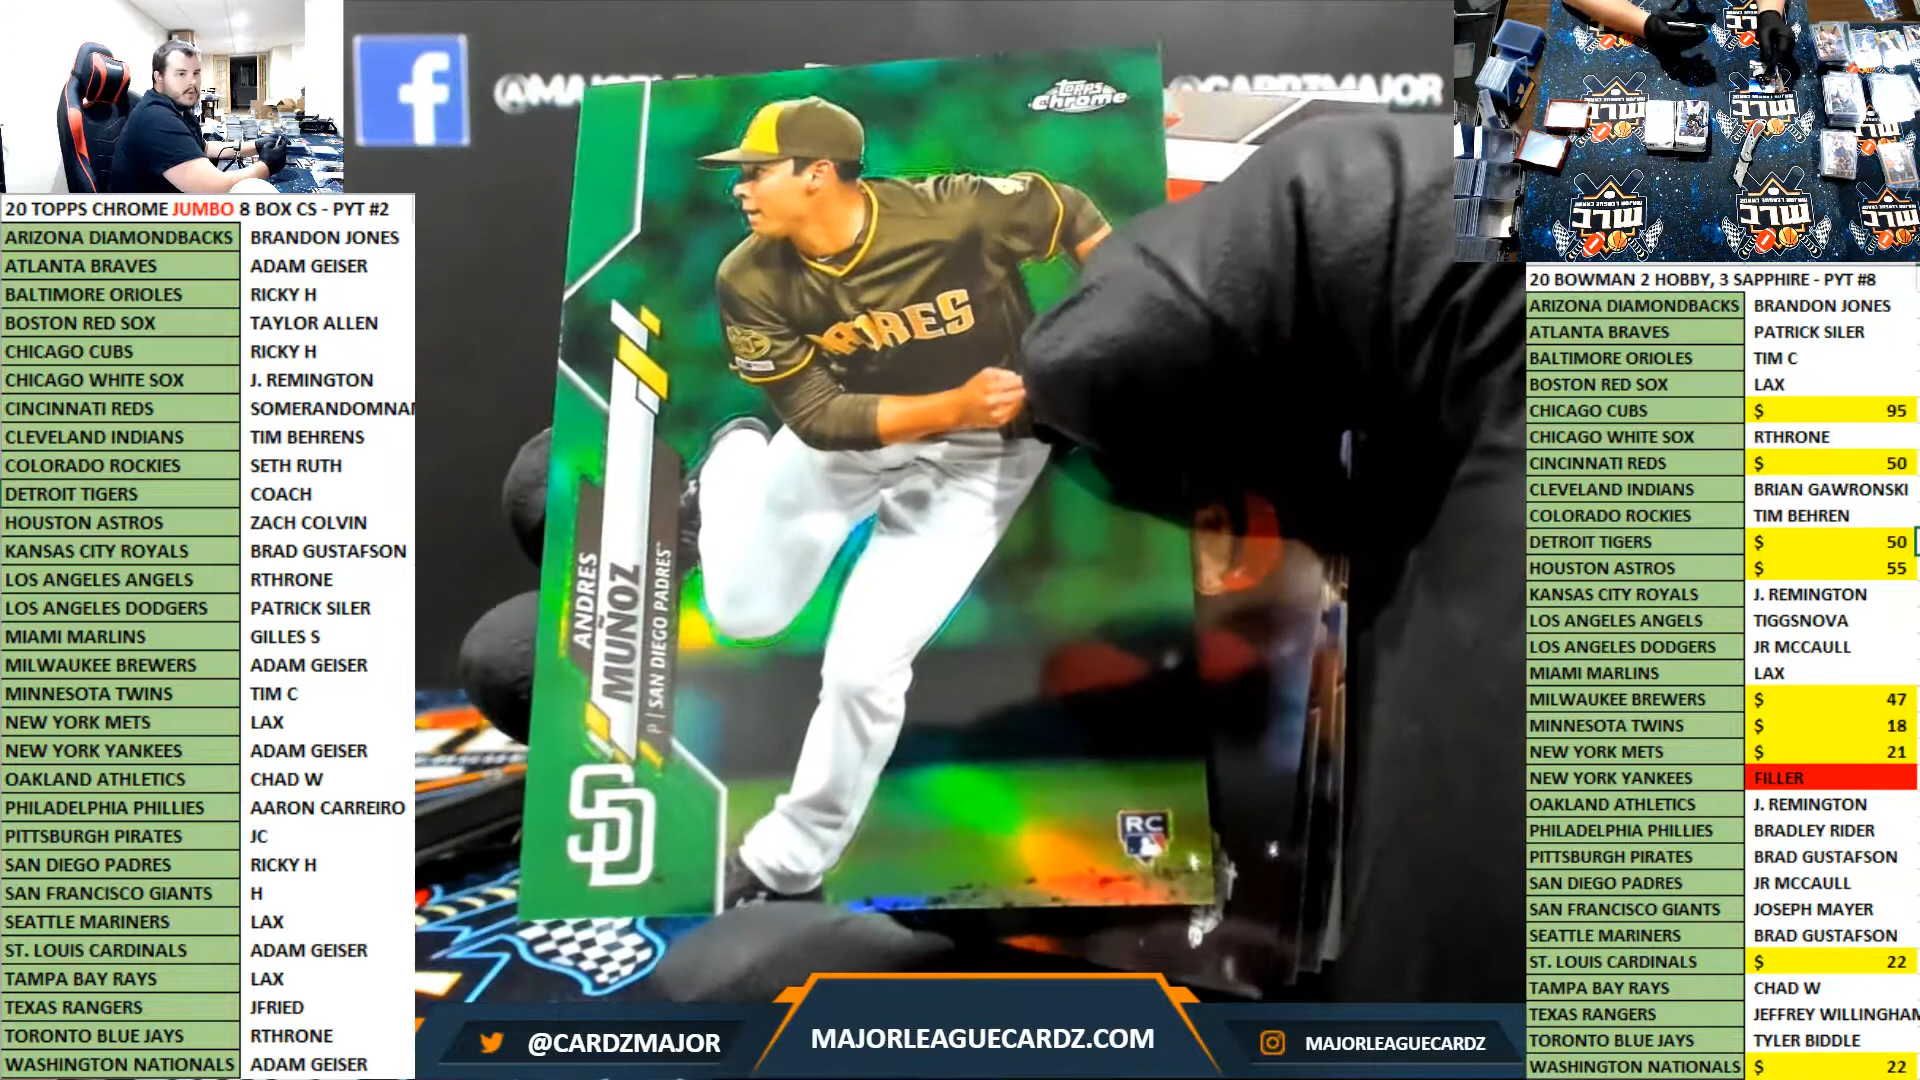 20 TOPPS CHROME JUMBO 8 BOX CS - PYT #2
ARIZONA DIAMONDBACKS BRANDON JONES
ATLANTA BRAVES ADAM GEISER
BALTIMORE ORIOLES RICKY H
BOSTON RED SOX TAYLOR ALLEN
CHICAGO CUBS RICKY H
CHICAGO WHITE SOX J. REMINGTON
CINCINNATI REDS SOMERANDOMNA
CLEVELAND INDIANS TIM BEHRENS
COLORADO ROCKIES SETH RUTH
DETROIT TIGERS COACH
HOUSTON ASTROS ZACH COLVIN
KANSAS CITY ROYALS BRAD GUSTAFSON
LOS ANGELES ANGELS RTHRONE
LOS ANGELES DODGERS PATRICK SILER
MIAMI MARLINS GILLES S
MILWAUKEE BREWERS ADAM GEISER
MINNESOTA TWINS TIM C
NEW YORK METS LAX
NEW YORK YANKEES ADAM GEISER
OAKLAND ATHLETICS CHAD W
PHILADELPHIA PHILLIES AARON CARREIRO
PITTSBURGH PIRATES JC
SAN DIEGO PADRES RICKY H
SAN FRANCISCO GIANTS H
SEATTLE MARINERS LAX
ST. LOUIS CARDINALS ADAM GEISER
TAMPA BAY RAYS LAX
TEXAS RANGERS JFRIED
TORONTO BLUE JAYS RTHRONE
WASHINGTON NATIONALS ADAM GEISER
f
@CARDZMAJOR
TOPPS
Chrome
PADRES
ANDRES
MUÑOZ
P | SAN DIEGO PADRES
SD
RC
@CARDZMAJOR
MAJORLEAGUECARDZ.COM
MAJORLEAGUECARDZ
MLC
MLC
MLC
MLC
20 BOWMAN 2 HOBBY, 3 SAPPHIRE - PYT #8
ARIZONA DIAMONDBACKS BRANDON JONES
ATLANTA BRAVES PATRICK SILER
BALTIMORE ORIOLES TIM C
BOSTON RED SOX LAX
CHICAGO CUBS $ 95
CHICAGO WHITE SOX RTHRONE
CINCINNATI REDS $ 50
CLEVELAND INDIANS BRIAN GAWRONSKI
COLORADO ROCKIES TIM BEHREN
DETROIT TIGERS $ 50
HOUSTON ASTROS $ 55
KANSAS CITY ROYALS J. REMINGTON
LOS ANGELES ANGELS TIGGSNOVA
LOS ANGELES DODGERS JR MCCAULL
MIAMI MARLINS LAX
MILWAUKEE BREWERS $ 47
MINNESOTA TWINS $ 18
NEW YORK METS $ 21
NEW YORK YANKEES FILLER
OAKLAND ATHLETICS J. REMINGTON
PHILADELPHIA PHILLIES BRADLEY RIDER
PITTSBURGH PIRATES BRAD GUSTAFSON
SAN DIEGO PADRES JR MCCAULL
SAN FRANCISCO GIANTS JOSEPH MAYER
SEATTLE MARINERS BRAD GUSTAFSON
ST. LOUIS CARDINALS $ 22
TAMPA BAY RAYS CHAD W
TEXAS RANGERS JEFFREY WILLINGHAM
TORONTO BLUE JAYS TYLER BIDDLE
WASHINGTON NATIONALS $ 22